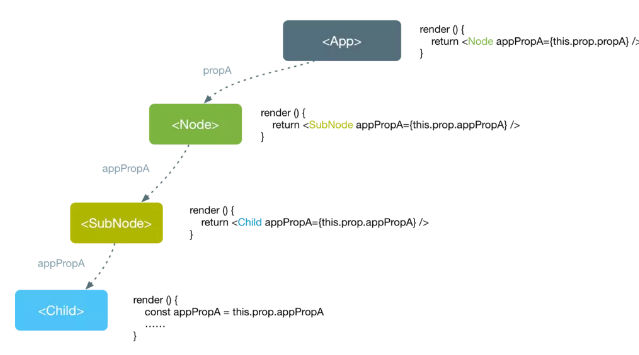 <App>
render () {
return <Node appPropA={this.prop.propA} />
}
propA
<Node>
render () {
return <SubNode appPropA={this.prop.appPropA} />
}
appPropA
<SubNode>
render () {
return <Child appPropA={this.prop.appPropA} />
}
appPropA
<Child>
render () {
const appPropA = this.prop.appPropA
……
}